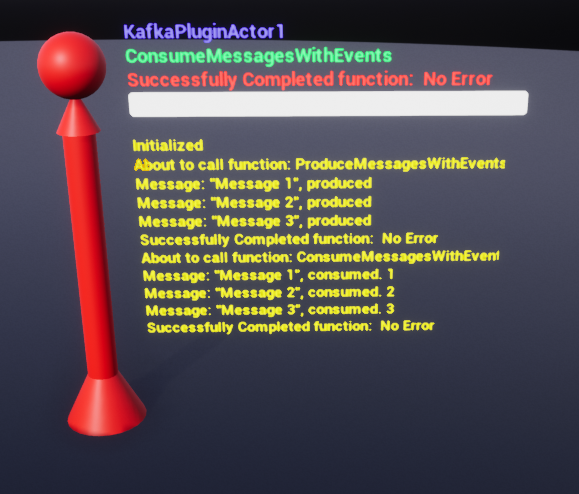 KafkaPluginActor1
ConsumeMessagesWithEvents
Successfully Completed function: No Error
Initialized
About to call function: ProduceMessagesWithEvents
Message: "Message 1", produced
Message: "Message 2", produced
Message: "Message 3", produced
Successfully Completed function: No Error
About to call function: ConsumeMessagesWithEvent
Message: "Message 1", consumed. 1
Message: "Message 2", consumed. 2
Message: "Message 3", consumed. 3
Successfully Completed function: No Error